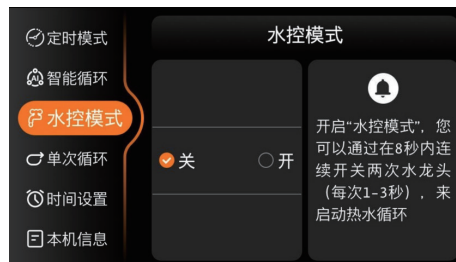 定时模式
智能循环
水控模式
单次循环
时间设置
本机信息
水控模式
关
开
开启“水控模式”，您
可以通过在8秒内连
续开关两次水龙头
（每次1-3秒），来
启动热水循环